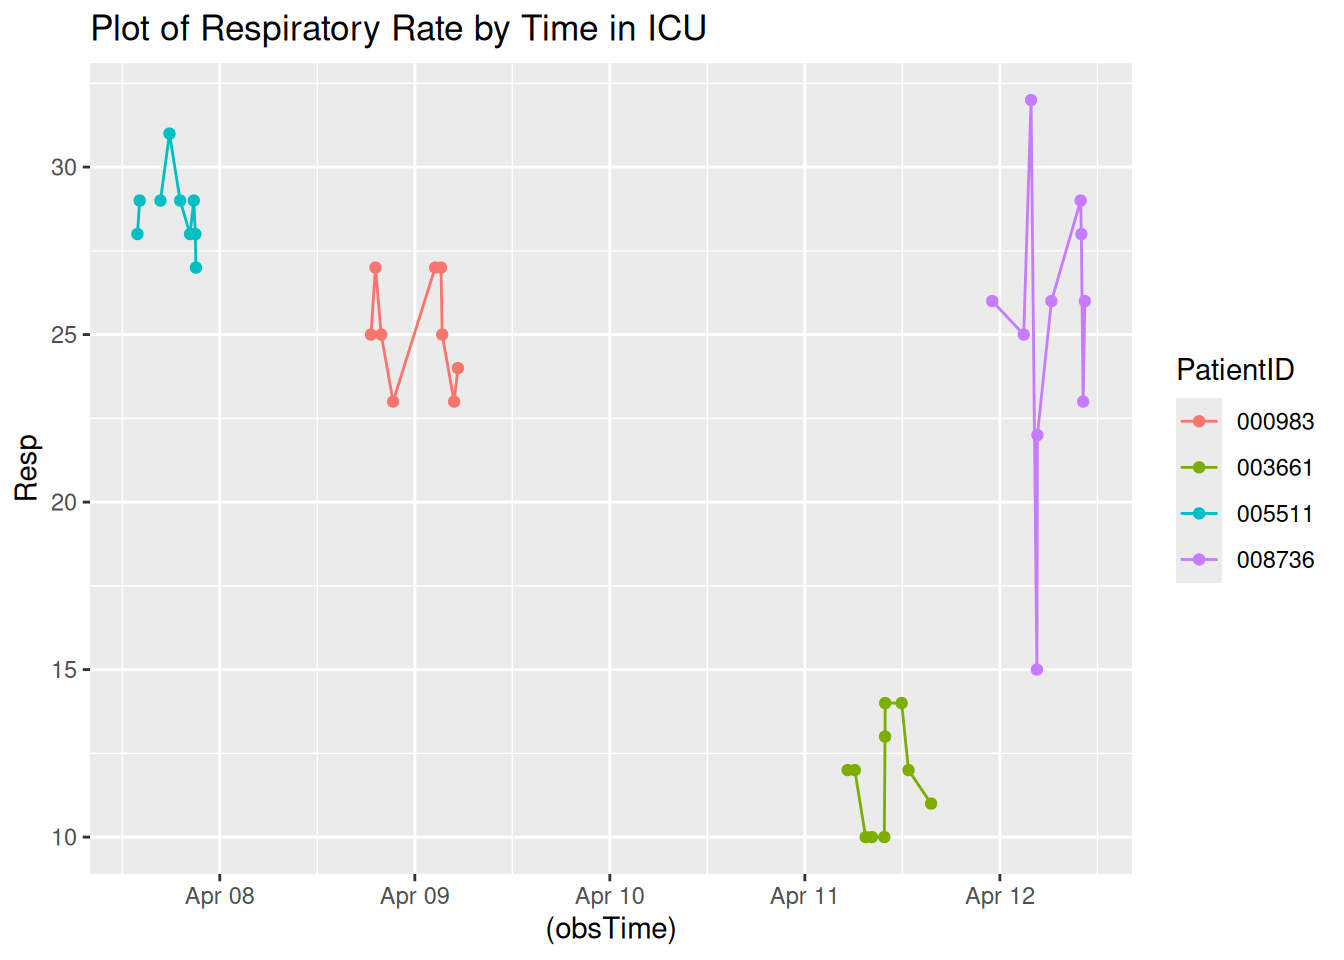 Plot of Respiratory Rate by Time in ICU
30
25
20
15
10
Resp
Apr 08
Apr 09
Apr 10
Apr 11
Apr 12
(obsTime)
PatientID
000983
003661
005511
008736